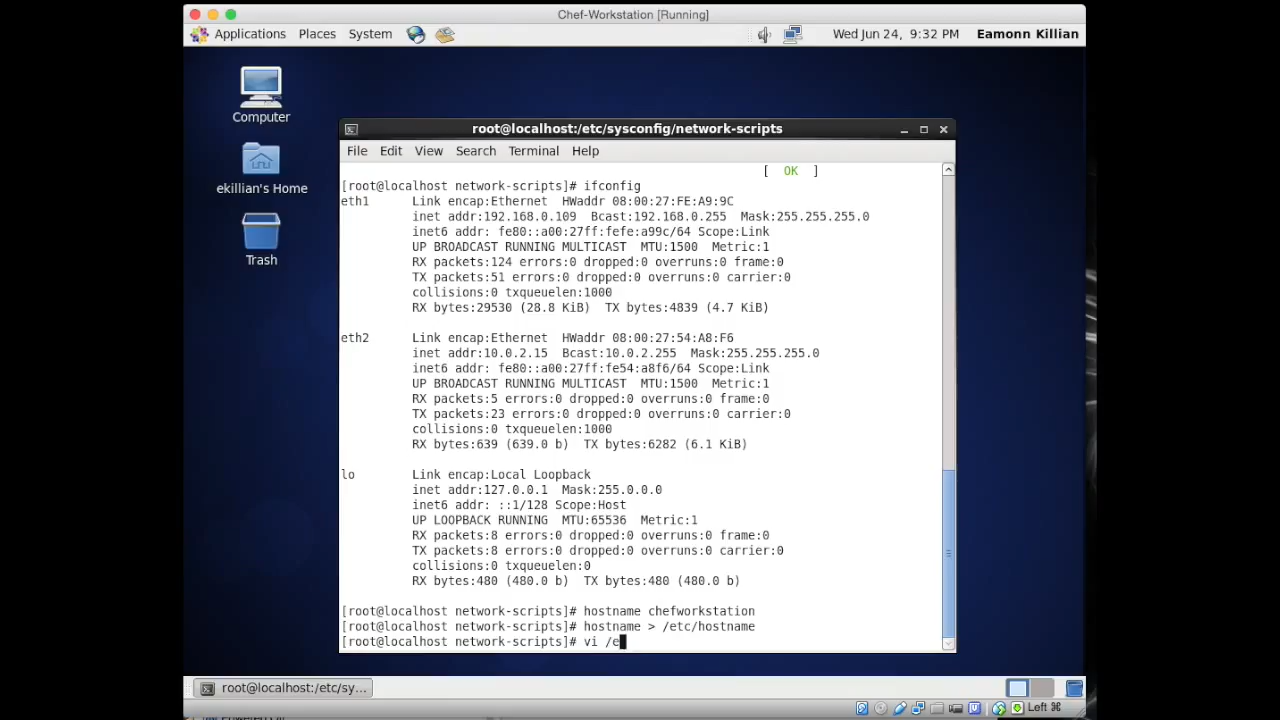 Chef-Workstation [Running]
Applications Places System Wed Jun 24, 9:32 PM Eamonn Killian
Computer
ekillian's Home
Trash
root@localhost:/etc/sysconfig/network-scripts
File Edit View Search Terminal Help
[ OK ]
[root@localhost network-scripts]# ifconfig
eth1 Link encap:Ethernet HWaddr 08:00:27:FE:A9:9C
inet addr:192.168.0.109 Bcast:192.168.0.255 Mask:255.255.255.0
inet6 addr: fe80::a00:27ff:fefe:a99c/64 Scope:Link
UP BROADCAST RUNNING MULTICAST MTU:1500 Metric:1
RX packets:124 errors:0 dropped:0 overruns:0 frame:0
TX packets:51 errors:0 dropped:0 overruns:0 carrier:0
collisions:0 txqueuelen:1000
RX bytes:29530 (28.8 KiB) TX bytes:4839 (4.7 KiB)
eth2 Link encap:Ethernet HWaddr 08:00:27:54:A8:F6
inet addr:10.0.2.15 Bcast:10.0.2.255 Mask:255.255.255.0
inet6 addr: fe80::a00:27ff:fe54:a8f6/64 Scope:Link
UP BROADCAST RUNNING MULTICAST MTU:1500 Metric:1
RX packets:5 errors:0 dropped:0 overruns:0 frame:0
TX packets:23 errors:0 dropped:0 overruns:0 carrier:0
collisions:0 txqueuelen:1000
RX bytes:639 (639.0 b) TX bytes:6282 (6.1 KiB)
lo Link encap:Local Loopback
inet addr:127.0.0.1 Mask:255.0.0.0
inet6 addr: ::1/128 Scope:Host
UP LOOPBACK RUNNING MTU:65536 Metric:1
RX packets:8 errors:0 dropped:0 overruns:0 frame:0
TX packets:8 errors:0 dropped:0 overruns:0 carrier:0
collisions:0 txqueuelen:0
RX bytes:480 (480.0 b) TX bytes:480 (480.0 b)
[root@localhost network-scripts]# hostname chefworkstation
[root@localhost network-scripts]# hostname > /etc/hostname
[root@localhost network-scripts]# vi /e
root@localhost:/etc/sy...
Left ⌘